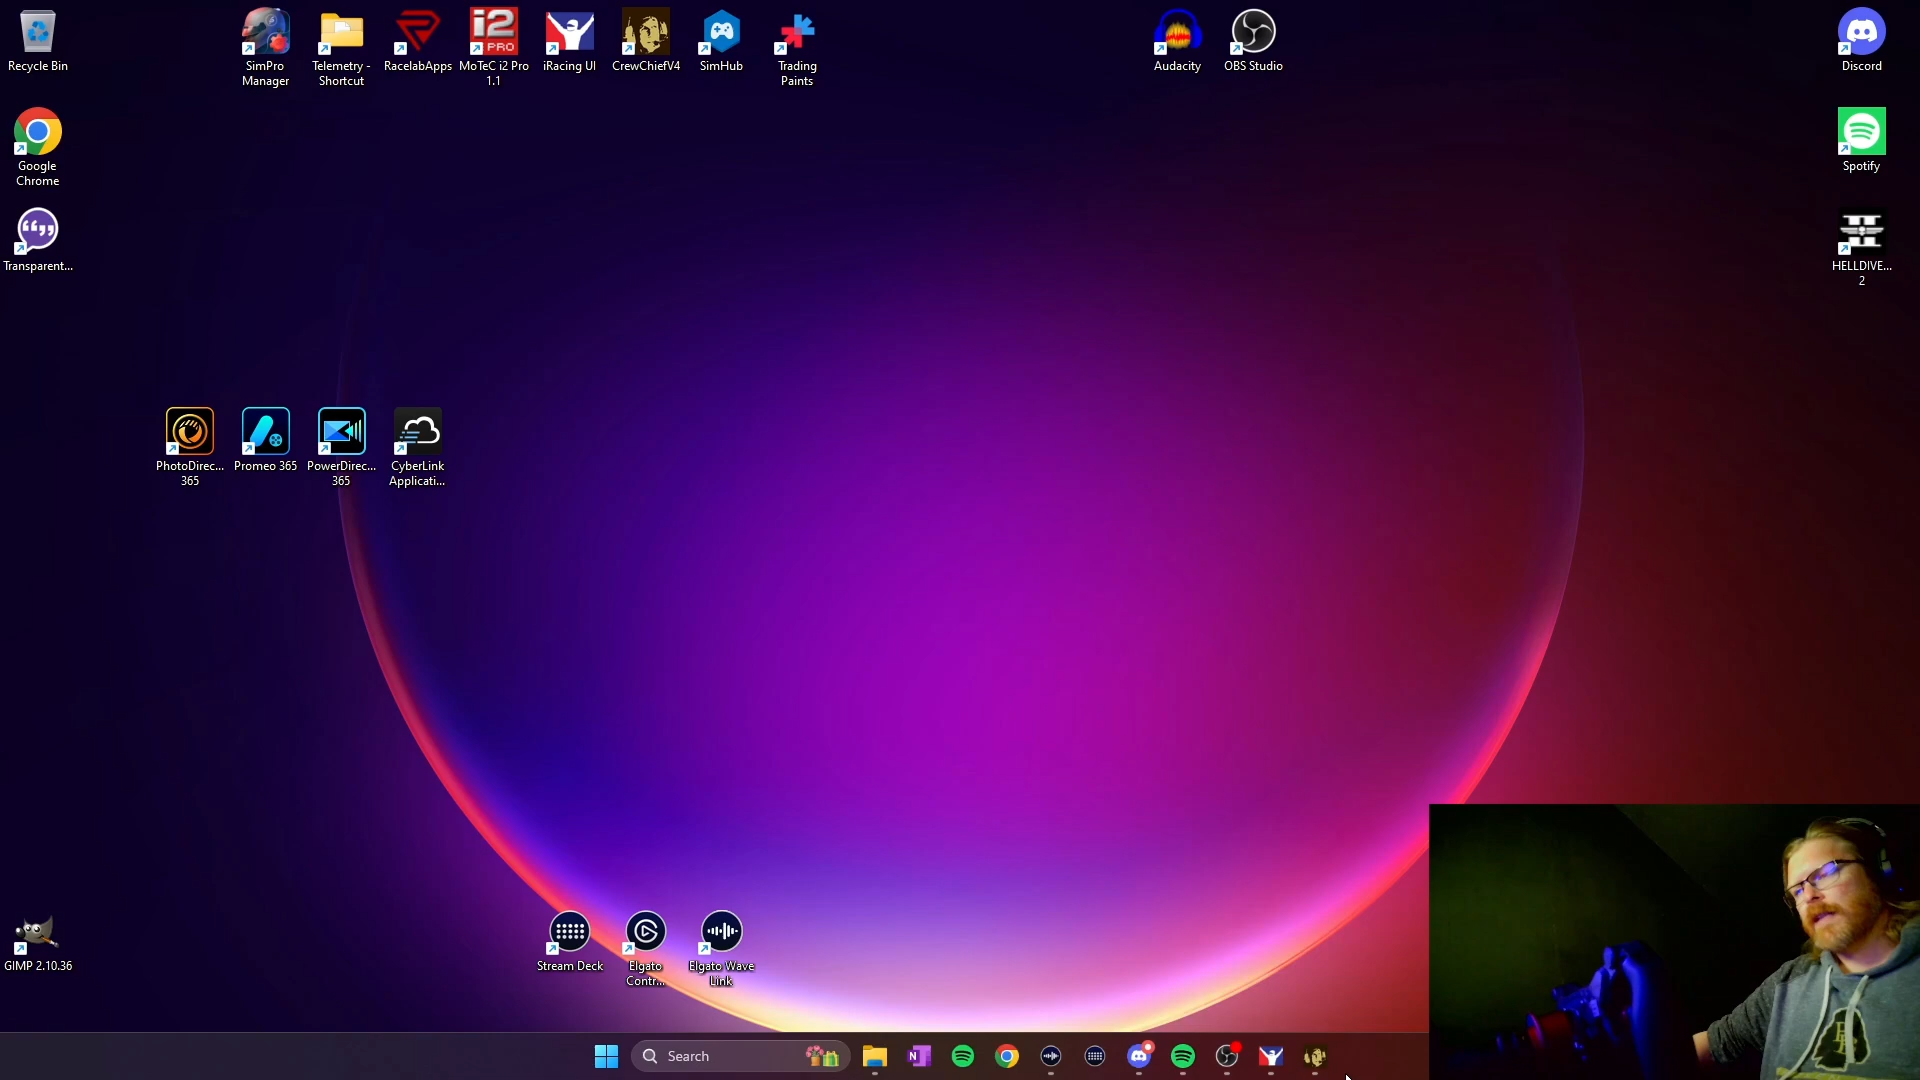 Recycle Bin
SimPro Manager
Telemetry - Shortcut
RacelabApps
i2 PRO
MoTeC i2 Pro 1.1
iRacing UI
CrewChiefV4
SimHub
Trading Paints
Audacity
OBS Studio
Discord
Google Chrome
Spotify
Transparent...
HELLDIVE... 2
PhotoDirec... 365
Promeo 365
PowerDirec... 365
CyberLink Applicati...
GIMP 2.10.36
Stream Deck
Elgato Contr...
Elgato Wave Link
Search
N